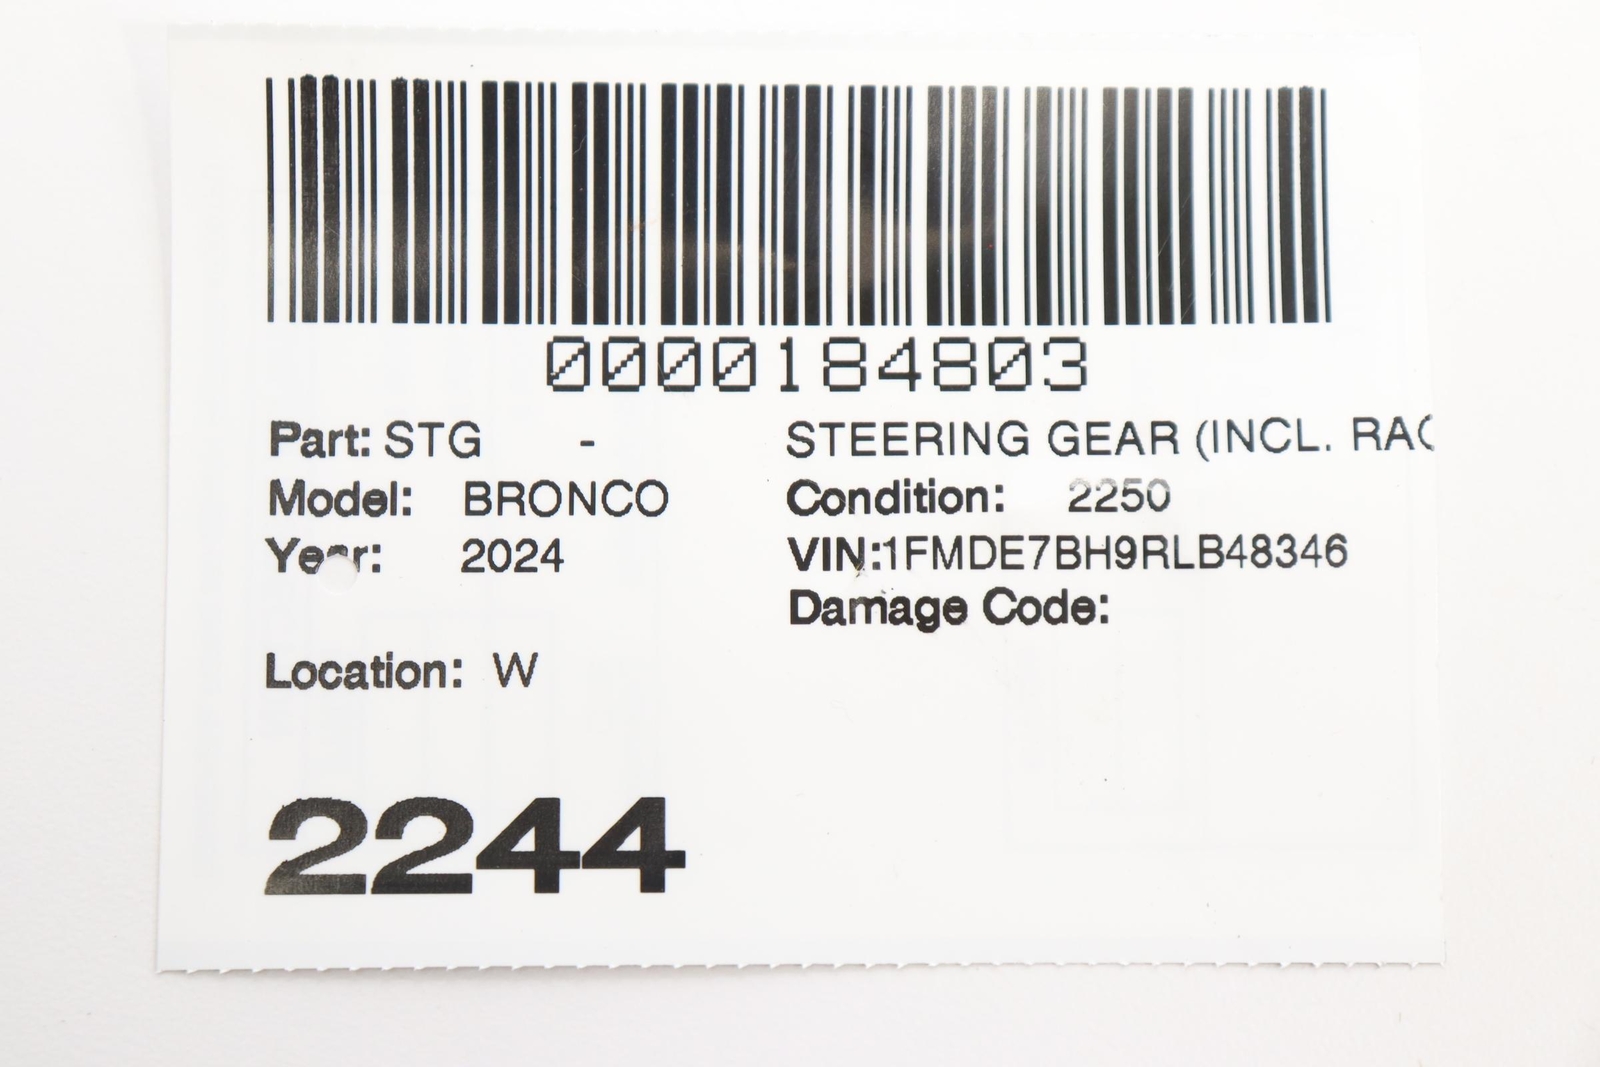 0000184803
Part: STG - STEERING GEAR (INCL. RAC
Model: BRONCO Condition: 2250
Year: 2024 VIN:1FMDE7BH9RLB48346
Damage Code:
Location: W
2244